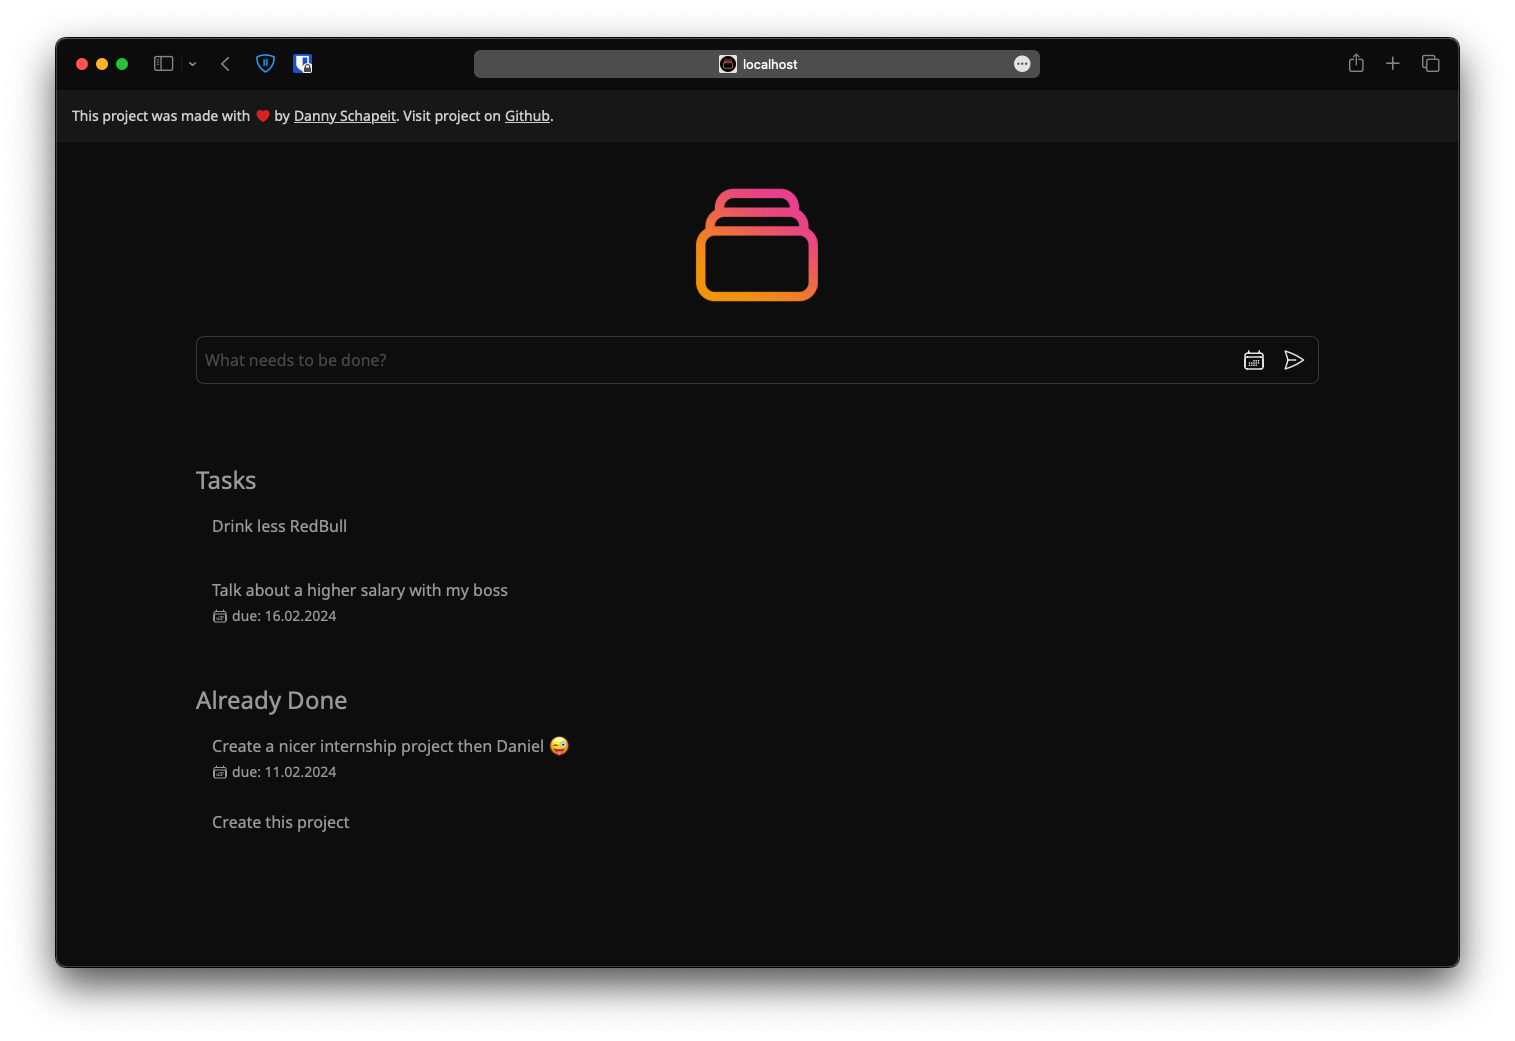 localhost
This project was made with ❤️ by Danny Schapeit. Visit project on Github.
What needs to be done?
Tasks
Drink less RedBull
Talk about a higher salary with my boss
due: 16.02.2024
Already Done
Create a nicer internship project then Daniel 😜
due: 11.02.2024
Create this project